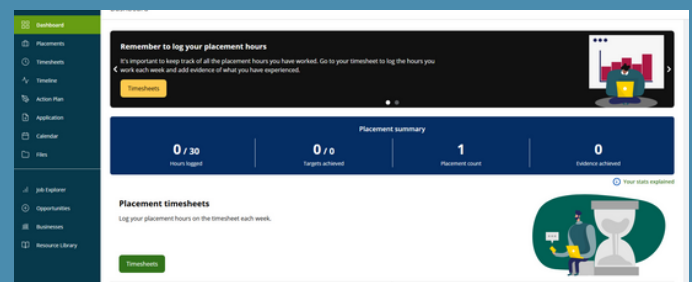 Dashboard
Placements
Timesheets
Timeline
Action Plan
Application
Calendar
Files
Job Explorer
Opportunities
Businesses
Resource Library
Remember to log your placement hours
It's important to keep track of all the placement hours you have worked. Go to your timesheet to log the hours you
work each week and add evidence of what you have experienced.
Timesheets
Placement summary
0 / 30
Hours logged
0 / 0
Targets achieved
1
Placement count
0
Evidence achieved
Your stats explained
Placement timesheets
Log your placement hours on the timesheet each week.
Timesheets